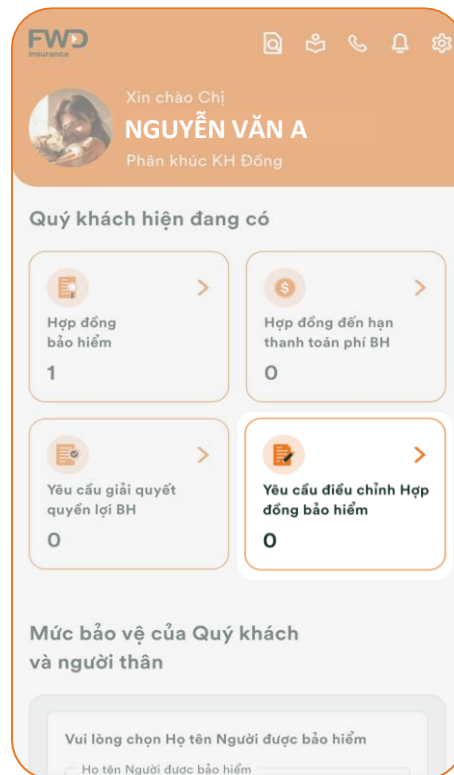 FWD
insurance
Xin chào Chị
NGUYỄN VĂN A
Phân khúc KH Đồng
Quý khách hiện đang có
Hợp đồng
bảo hiểm
1
Hợp đồng đến hạn
thanh toán phí BH
0
Yêu cầu giải quyết
quyền lợi BH
0
Yêu cầu điều chỉnh Hợp
đồng bảo hiểm
0
Mức bảo vệ của Quý khách
và người thân
Vui lòng chọn Họ tên Người được bảo hiểm
Họ tên Người được bảo hiểm